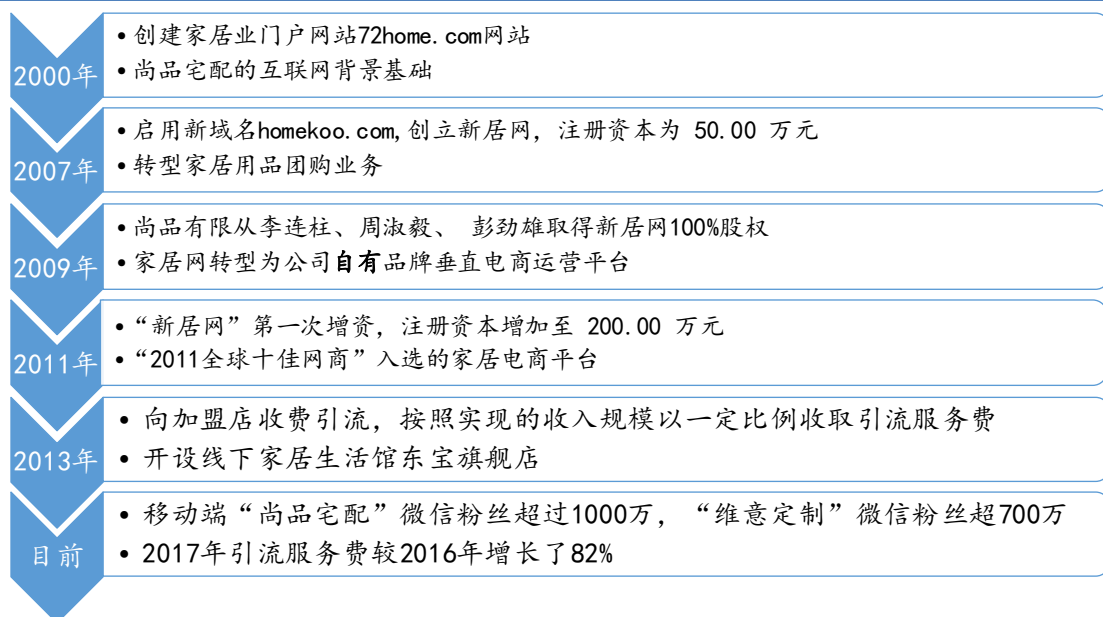 2000年
•创建家居业门户网站72home.com网站
•尚品宅配的互联网背景基础
2007年
•启用新域名homekoo.com,创立新居网，注册资本为 50.00 万元
•转型家居用品团购业务
2009年
•尚品有限从李连柱、周淑毅、 彭劲雄取得新居网100%股权
•家居网转型为公司自有品牌垂直电商运营平台
2011年
•“新居网”第一次增资，注册资本增加至 200.00 万元
•“2011全球十佳网商”入选的家居电商平台
2013年
•向加盟店收费引流，按照实现的收入规模以一定比例收取引流服务费
•开设线下家居生活馆东宝旗舰店
目前
•移动端“尚品宅配”微信粉丝超过1000万，“维意定制”微信粉丝超700万
•2017年引流服务费较2016年增长了82%